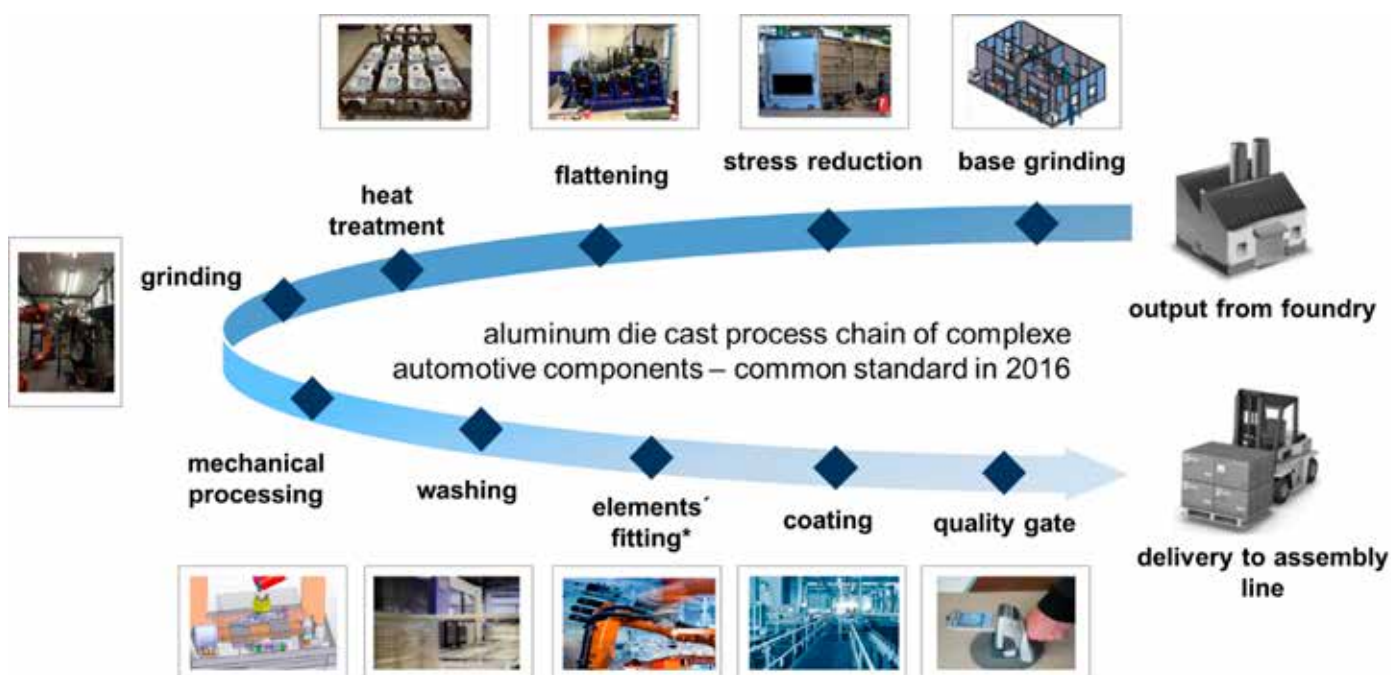 stress reduction
base grinding
flattening
heat
treatment
grinding
output from foundry
aluminum die cast process chain of complexe
automotive components – common standard in 2016
mechanical
processing
washing
elements´
fitting*
coating
quality gate
delivery to assembly
line